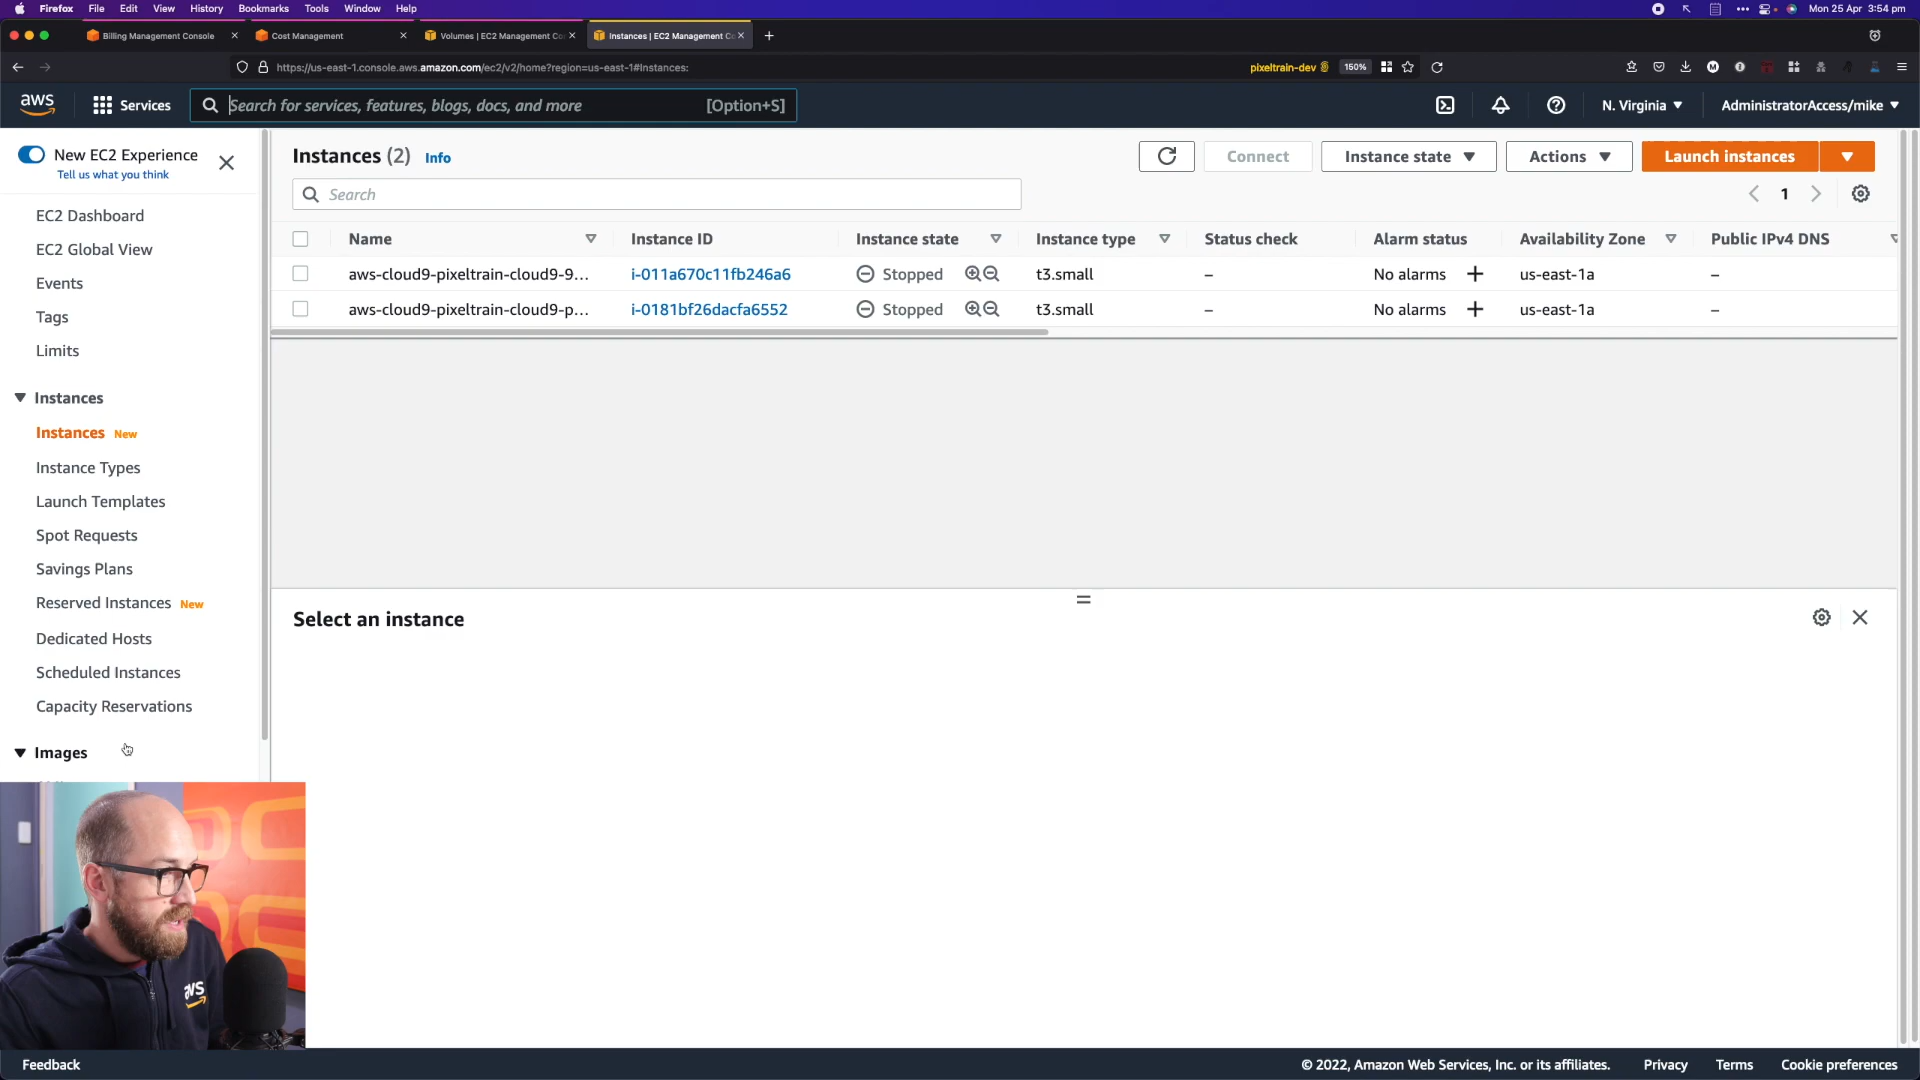 Firefox File Edit View History Bookmarks Tools Window Help Mon 25 Apr 3:54 pm
Billing Management Console Cost Management Volumes | EC2 Management Co Instances | EC2 Management Co
https://us-east-1.console.aws.amazon.com/ec2/v2/home?region=us-east-1#Instances: pixeltrain-dev 150%
aws Services Search for services, features, blogs, docs, and more [Option+S] N. Virginia AdministratorAccess/mike
New EC2 Experience
Tell us what you think
EC2 Dashboard
EC2 Global View
Events
Tags
Limits
Instances
Instances New
Instance Types
Launch Templates
Spot Requests
Savings Plans
Reserved Instances New
Dedicated Hosts
Scheduled Instances
Capacity Reservations
Images
Instances (2) Info Connect Instance state Actions Launch instances
Search 1
Name Instance ID Instance state Instance type Status check Alarm status Availability Zone Public IPv4 DNS
aws-cloud9-pixeltrain-cloud9-9... i-011a670c11fb246a6 Stopped t3.small – No alarms + us-east-1a –
aws-cloud9-pixeltrain-cloud9-p... i-0181bf26dacfa6552 Stopped t3.small – No alarms + us-east-1a –
Select an instance
aws
Feedback © 2022, Amazon Web Services, Inc. or its affiliates. Privacy Terms Cookie preferences